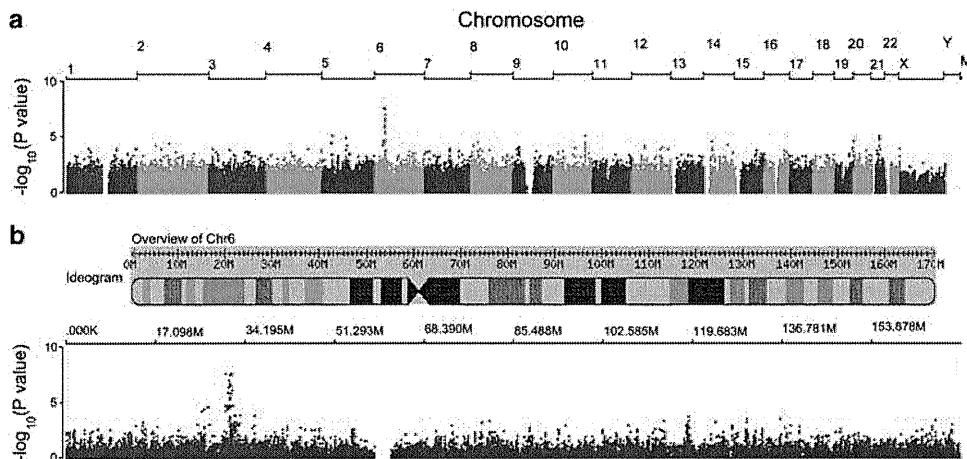 a
Chromosome
2 4 6 8 10 12 14 16 18 20 22 Y
1 3 5 7 9 11 13 15 17 19 21 X M
10
5
0
-log10(P value)
b
Overview of Chr6
0M 10M 20M 30M 40M 50M 60M 70M 80M 90M 100M 110M 120M 130M 140M 150M 160M 170M
Ideogram
.000K 17.098M 34.195M 51.293M 68.390M 85.488M 102.585M 119.683M 136.781M 153.878M
10
5
0
-log10(P value)